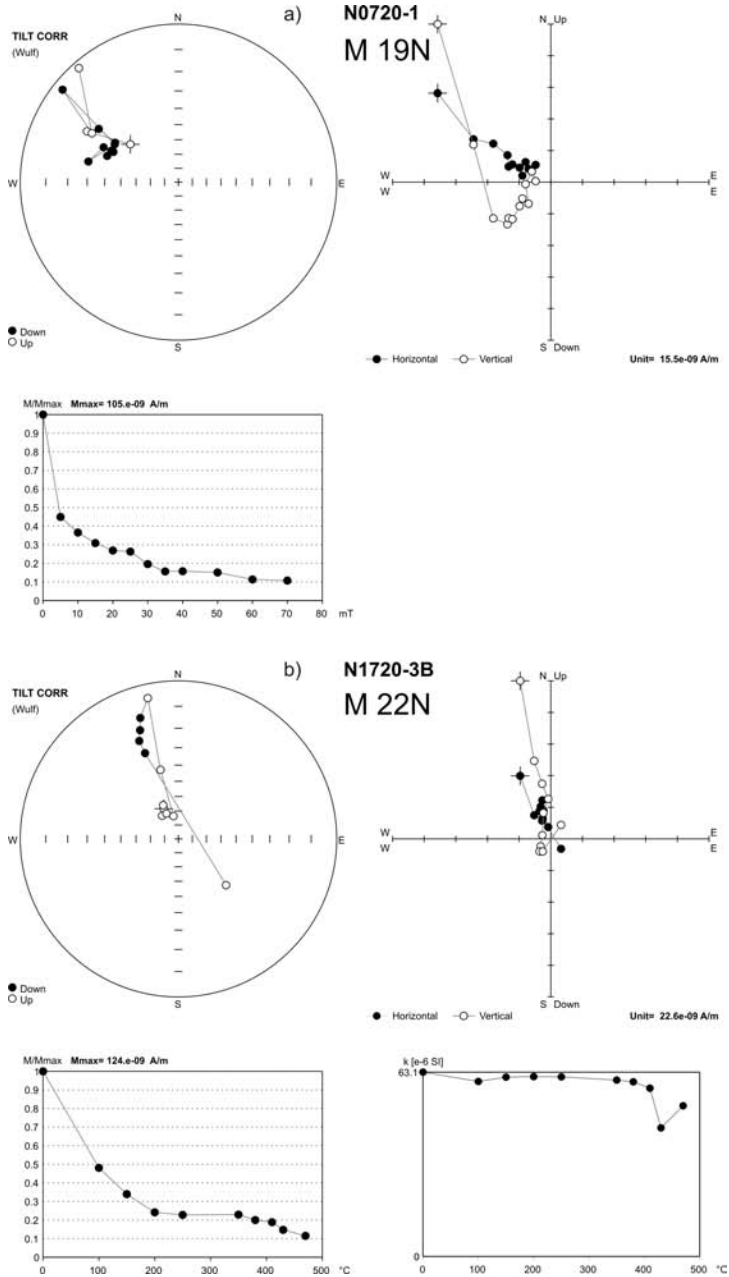 a)
TILT CORR
(Wulf)
N
W
E
S
Down
Up
N0720-1
M 19N
N Up
W
W
E
E
S Down
Horizontal Vertical Unit= 15.5e-09 A/m
M/Mmax Mmax= 105.e-09 A/m
1
0.9
0.8
0.7
0.6
0.5
0.4
0.3
0.2
0.1
0
0 10 20 30 40 50 60 70 80 mT
b)
TILT CORR
(Wulf)
N
W
E
S
Down
Up
N1720-3B
M 22N
N Up
W
W
E
E
S Down
Horizontal Vertical Unit= 22.6e-09 A/m
M/Mmax Mmax= 124.e-09 A/m
1
0.9
0.8
0.7
0.6
0.5
0.4
0.3
0.2
0.1
0
0 100 200 300 400 500 °C
k [e-6 SI]
63.1
0
0 100 200 300 400 500 °C